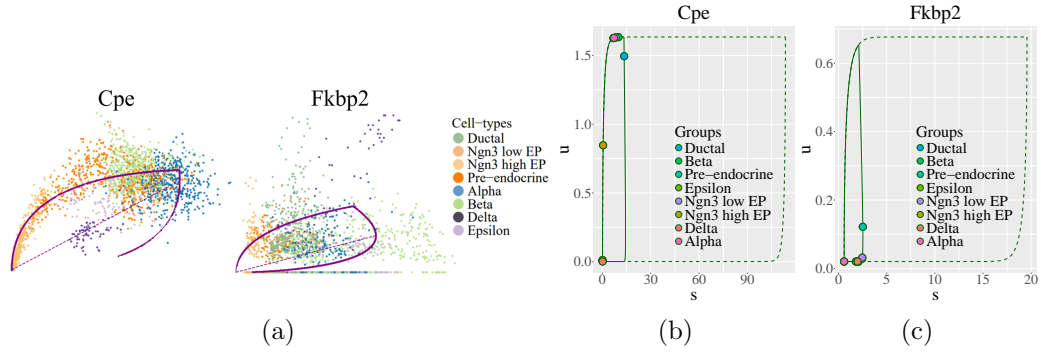 Cpe
Fkbp2
Cell-types
Ductal
Ngn3 low EP
Ngn3 high EP
Pre-endocrine
Alpha
Beta
Delta
Epsilon
(a)
Cpe
u
1.5
1.0
0.5
0.0
0
30
60
90
s
Groups
Ductal
Beta
Pre-endocrine
Epsilon
Ngn3 low EP
Ngn3 high EP
Delta
Alpha
(b)
Fkbp2
u
0.6
0.4
0.2
0.0
0
5
10
15
20
s
Groups
Ductal
Beta
Pre-endocrine
Epsilon
Ngn3 low EP
Ngn3 high EP
Delta
Alpha
(c)